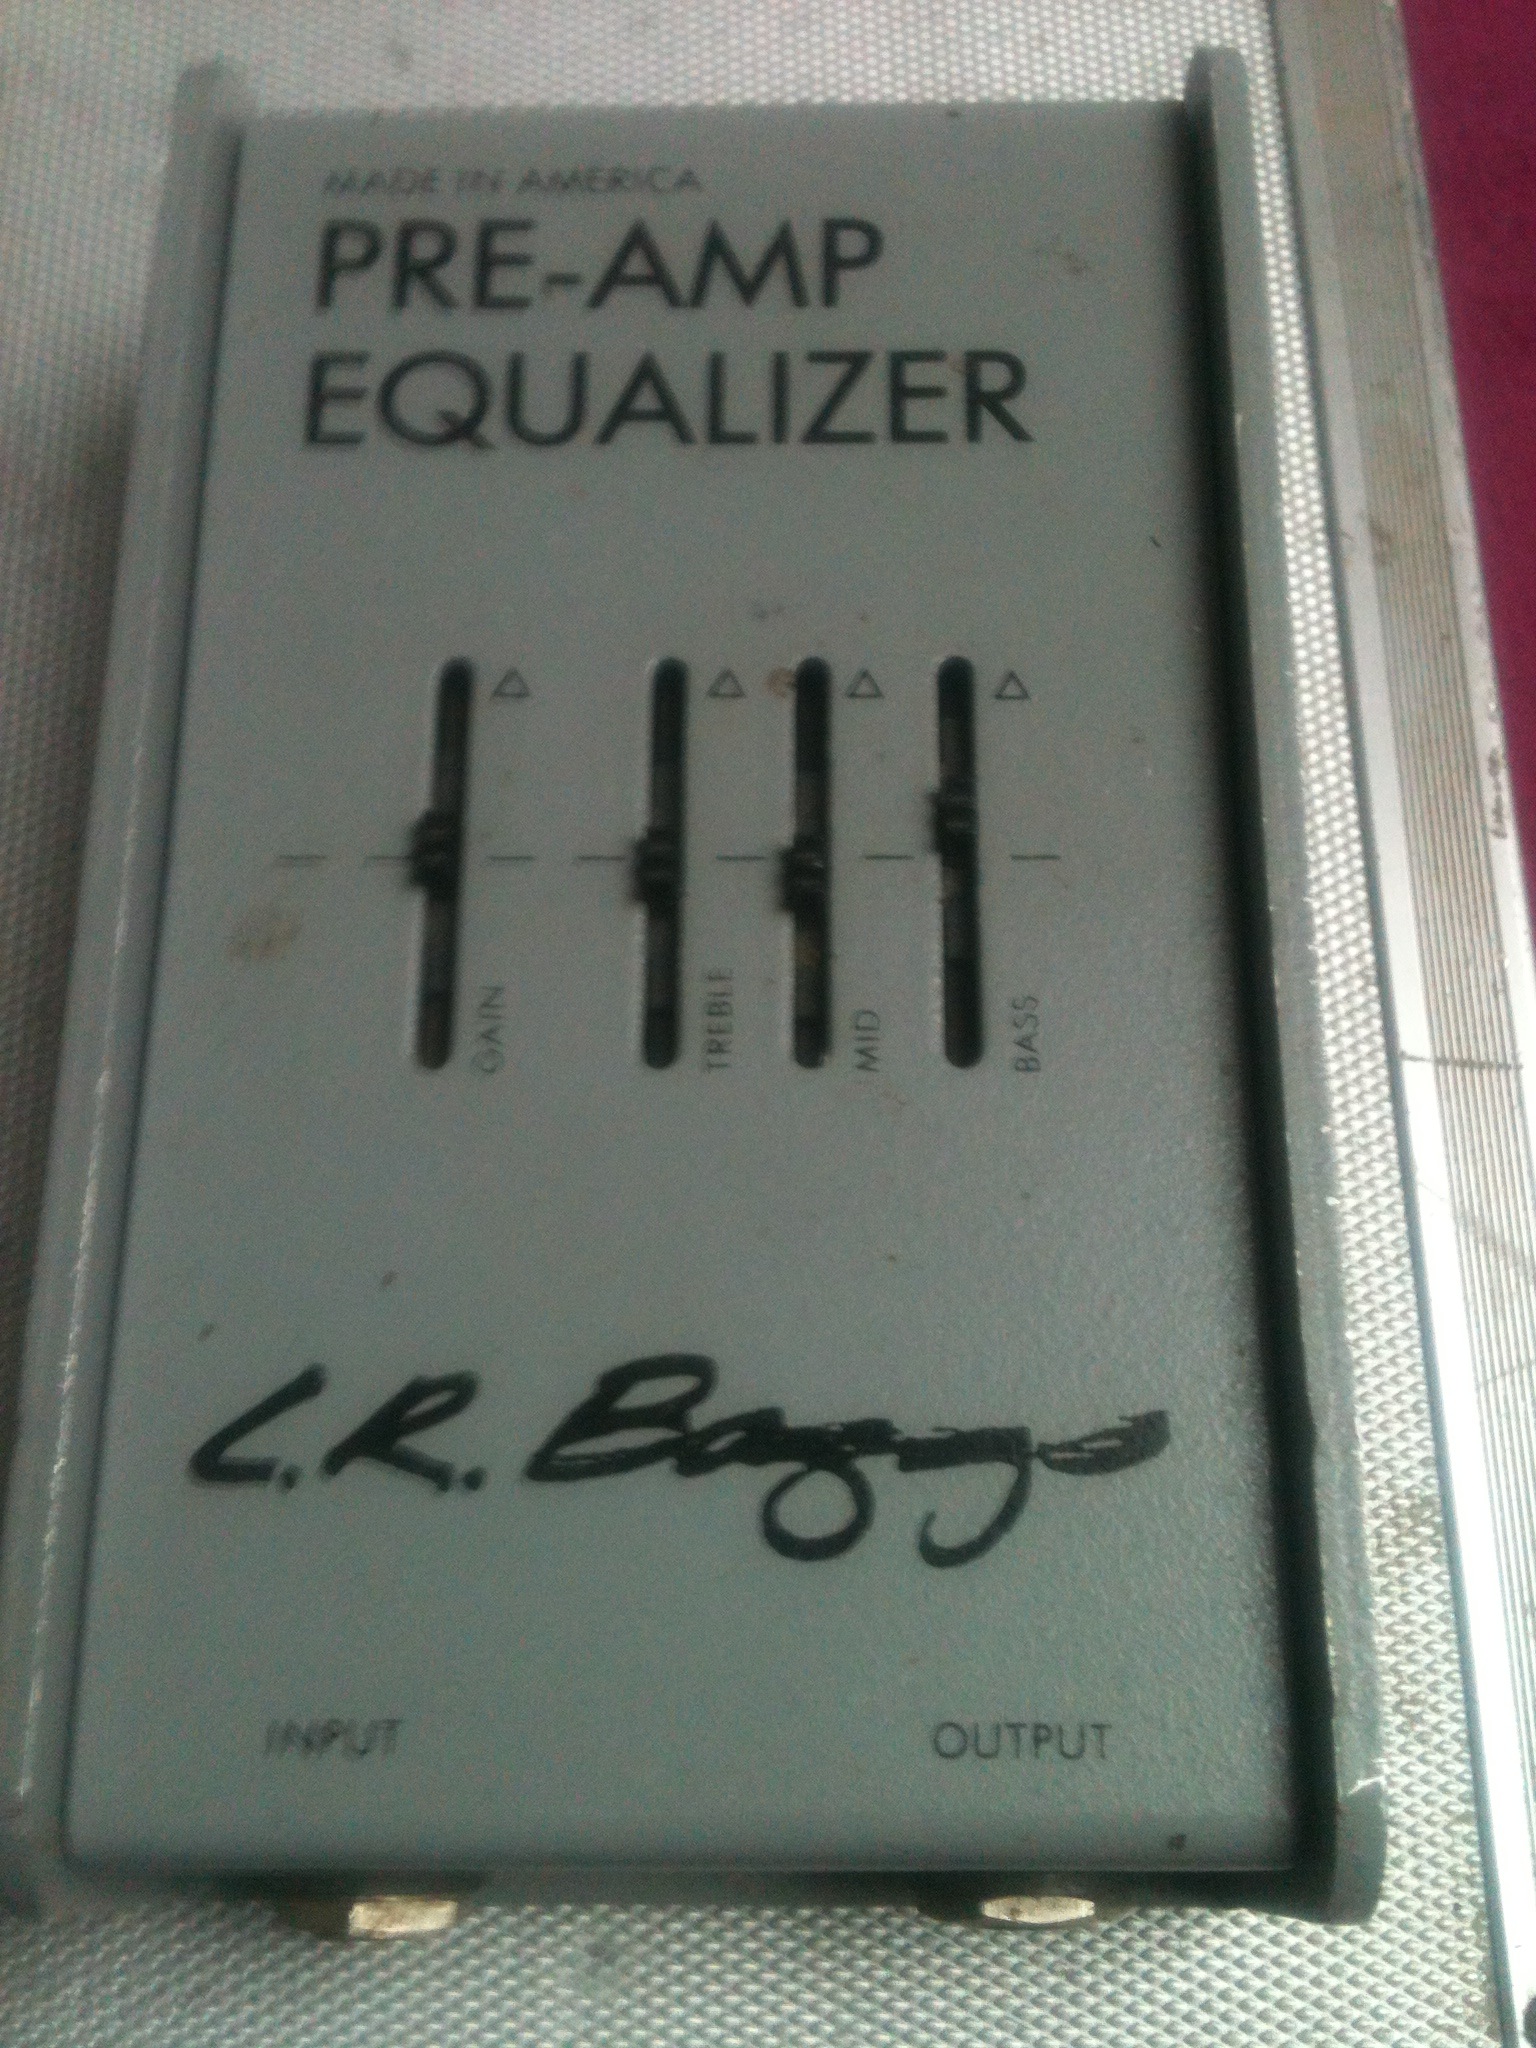 MADE IN AMERICA
PRE-AMP
EQUALIZER
GAIN
TREBLE
MID
BASS
L.R. Baggs
INPUT
OUTPUT